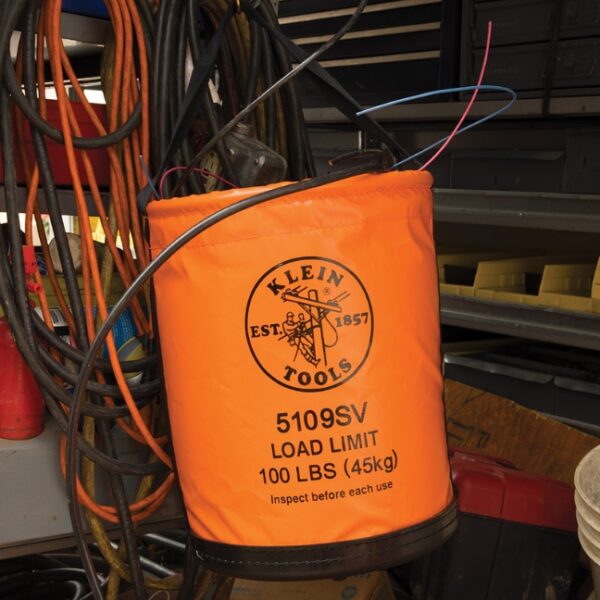 KLEIN
®
EST. 1857
TOOLS
5109SV
LOAD LIMIT
100 LBS (45kg)
Inspect before each use